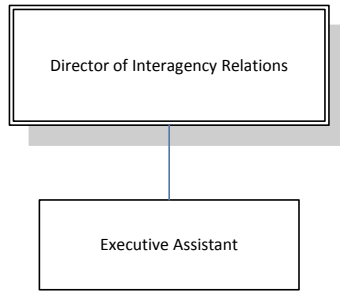 Director of Interagency Relations
Executive Assistant